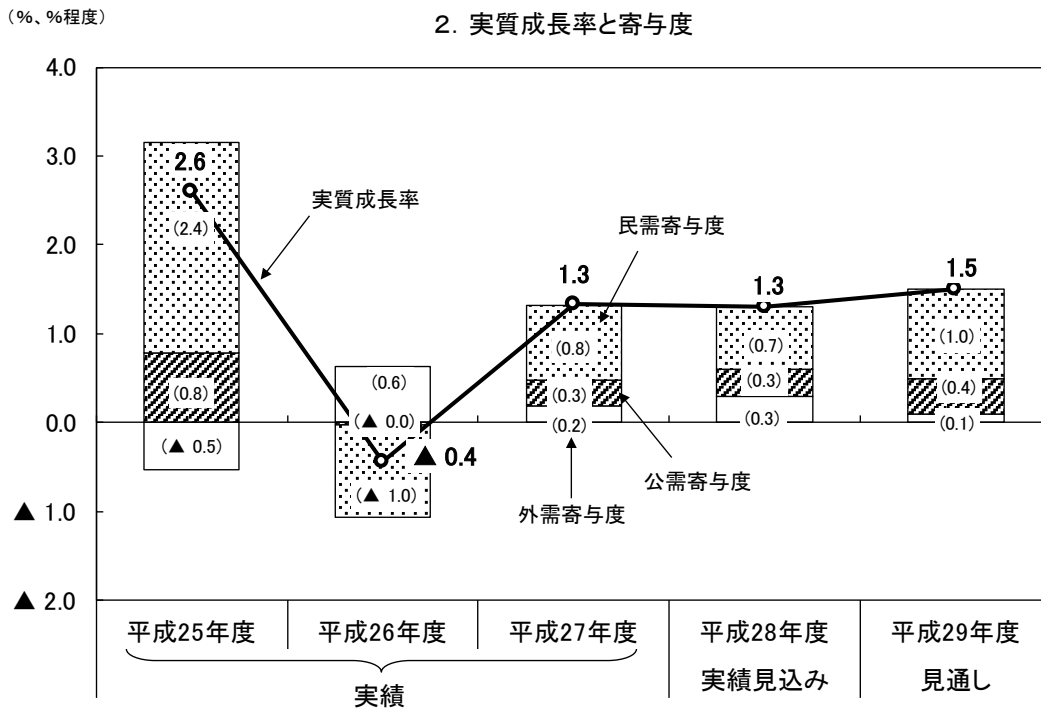 （％、％程度）
２．実質成長率と寄与度
4.0
3.0
2.0
1.0
0.0
▲ 1.0
▲ 2.0
2.6
（2.4）
（0.8）
（▲ 0.5）
実質成長率
（0.6）
（▲ 0.0）
▲ 0.4
（▲ 1.0）
1.3
（0.8）
（0.3）
（0.2）
民需寄与度
公需寄与度
外需寄与度
1.3
（0.7）
（0.3）
（0.3）
1.5
（1.0）
（0.4）
（0.1）
平成25年度
平成26年度
平成27年度
平成28年度
平成29年度
実績
実績見込み
見通し